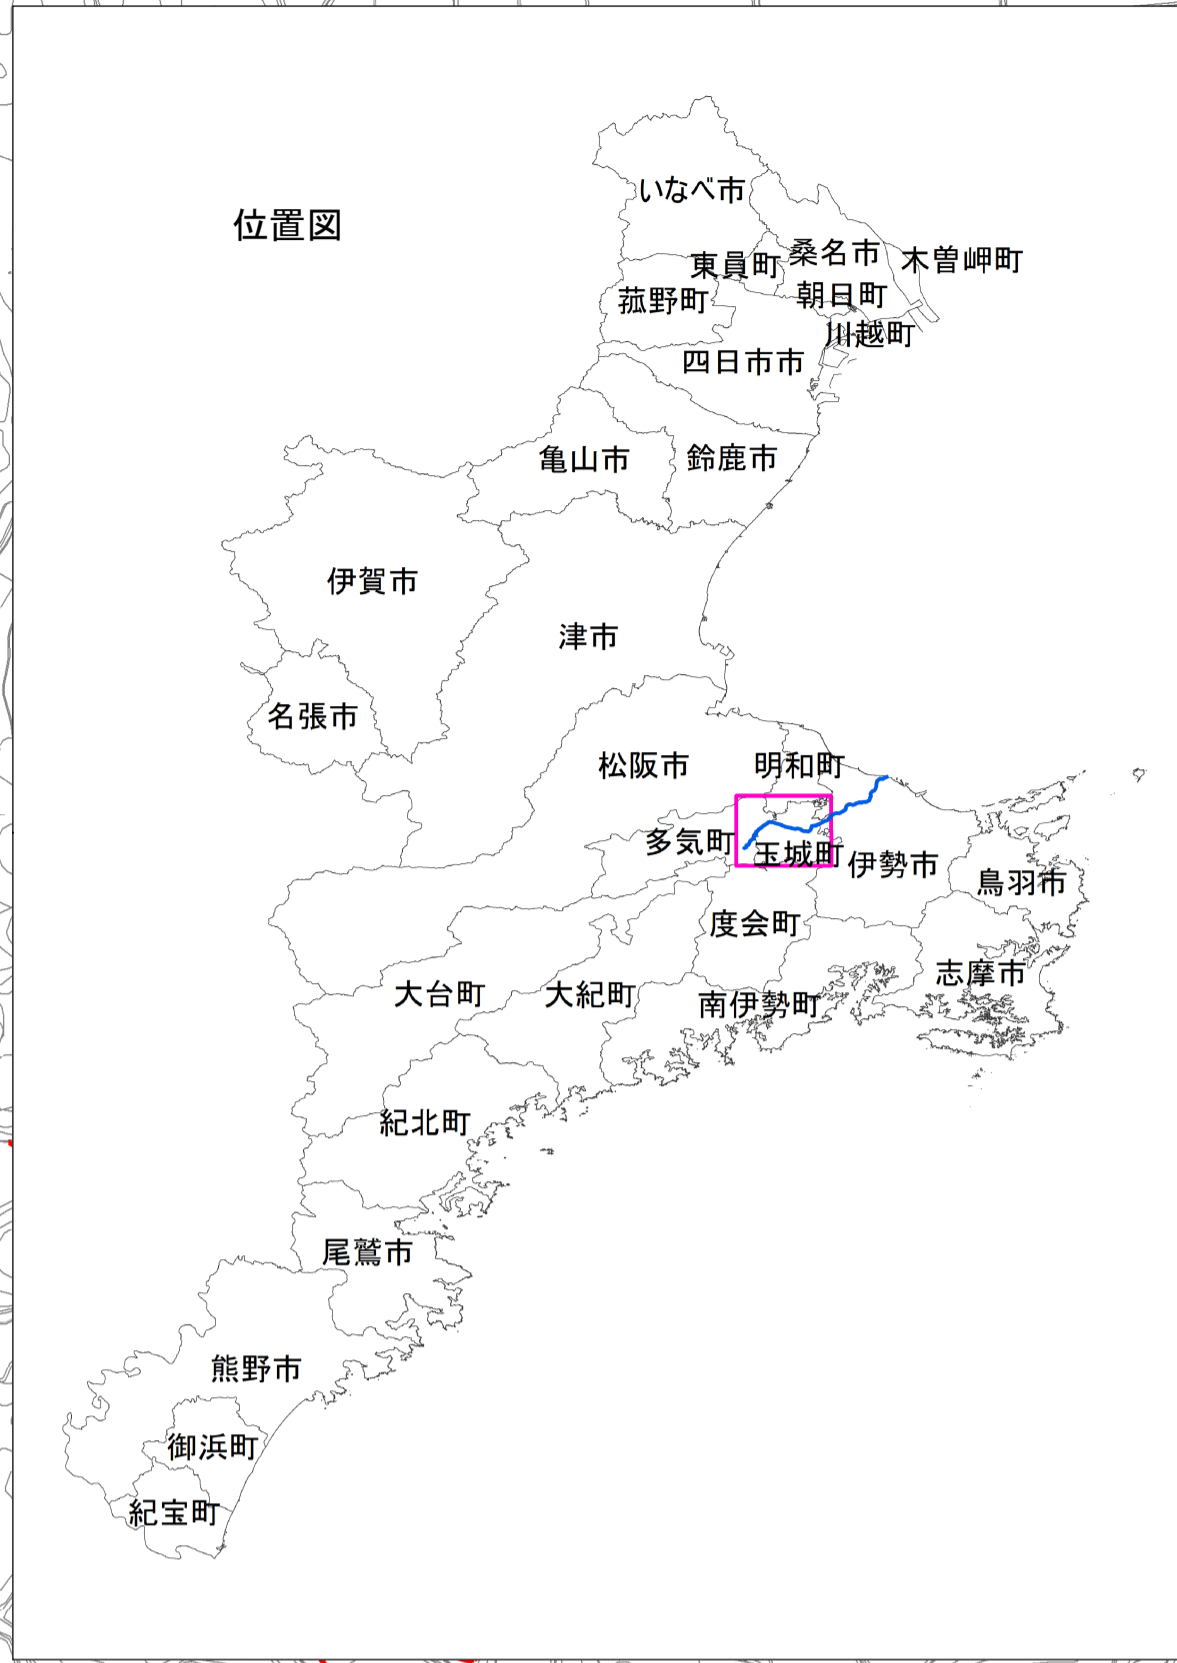 位置図
いなべ市
桑名市
木曽岬町
東員町
朝日町
菰野町
川越町
四日市市
亀山市
鈴鹿市
伊賀市
津市
名張市
松阪市
明和町
多気町
玉城町
伊勢市
鳥羽市
度会町
志摩市
大台町
大紀町
南伊勢町
紀北町
尾鷲市
熊野市
御浜町
紀宝町